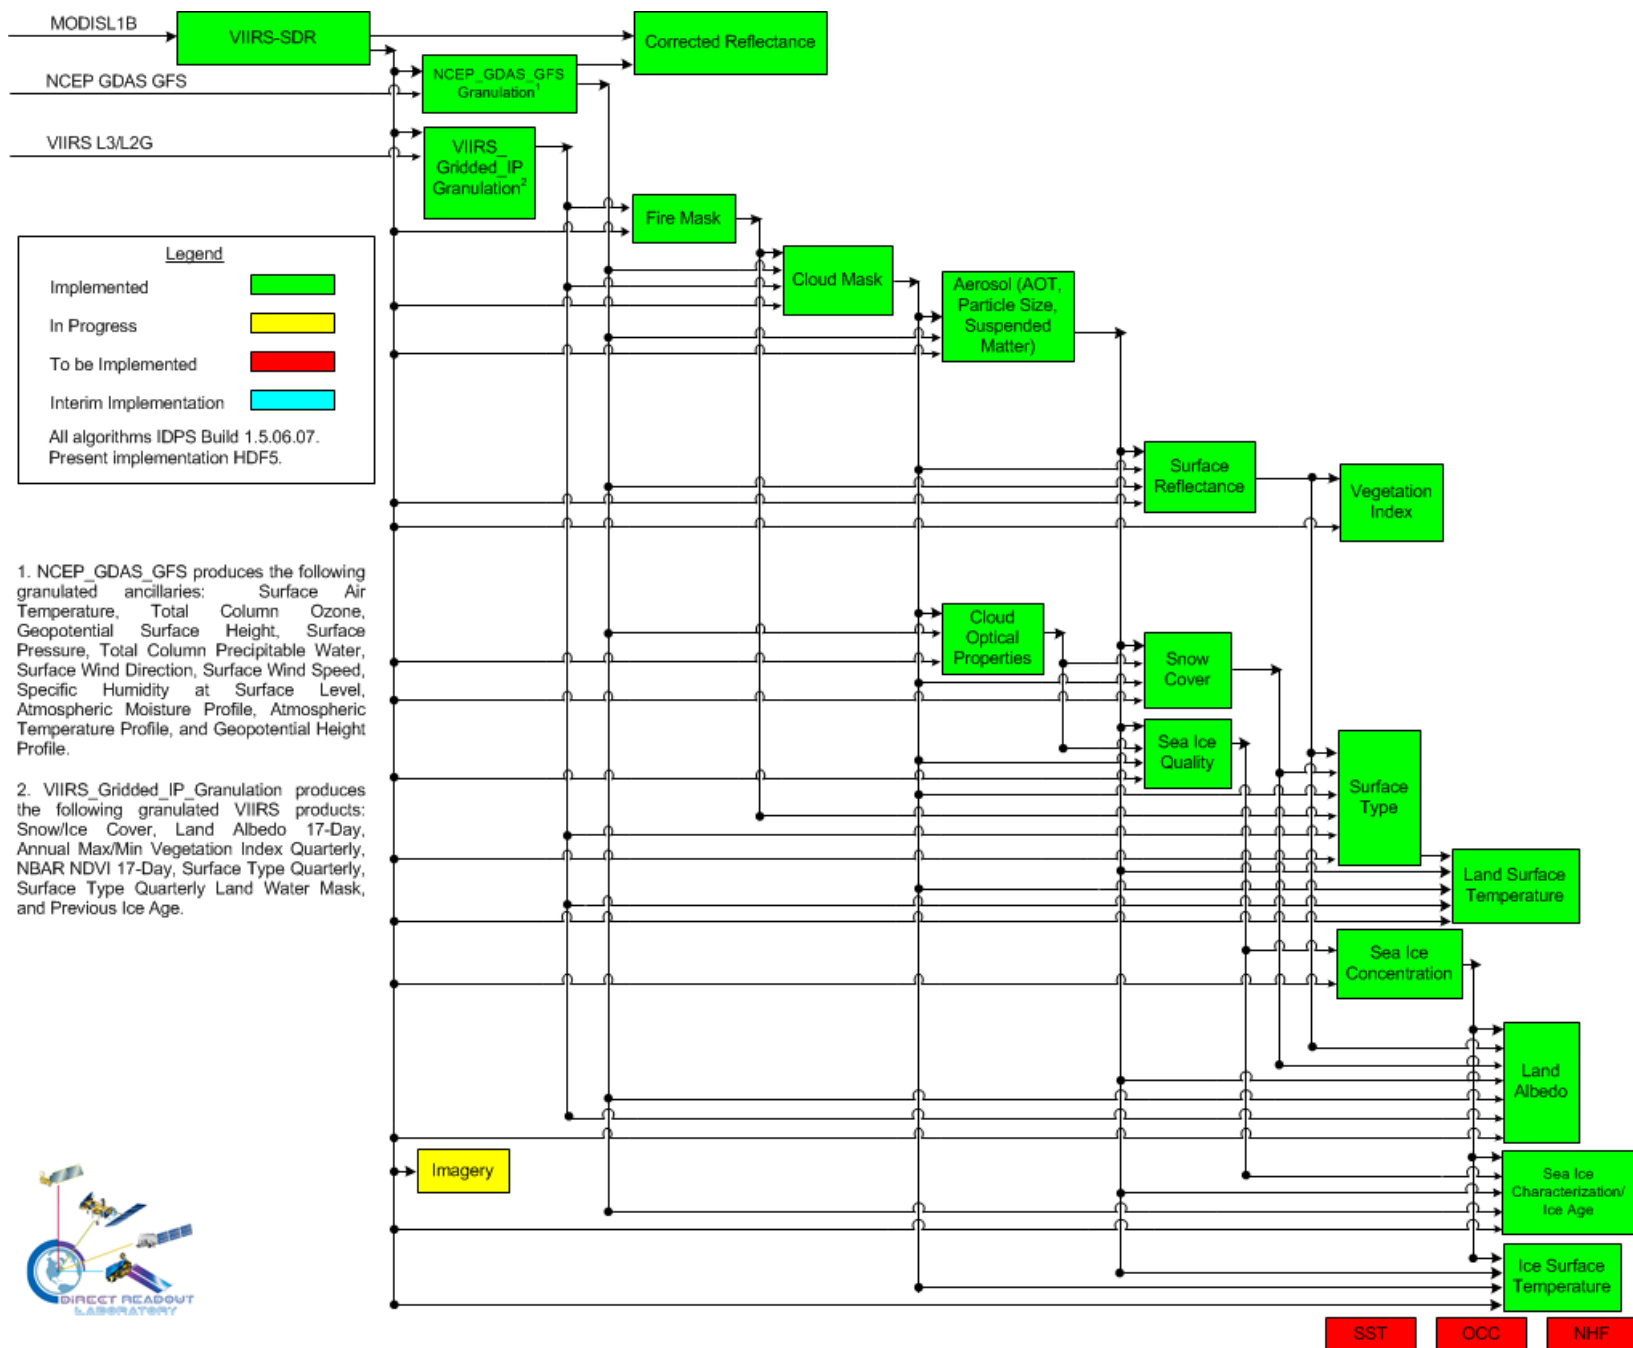 MODISL1B
VIIRS-SDR
Corrected Reflectance
NCEP GDAS GFS
NCEP_GDAS_GFS
Granulation1
VIIRS L3/L2G
VIIRS_
Gridded_IP
Granulation2
Fire Mask
Cloud Mask
Aerosol (AOT,
Particle Size,
Suspended
Matter)
Legend
Implemented
In Progress
To be Implemented
Interim Implementation
All algorithms IDPS Build 1.5.06.07.
Present implementation HDF5.
Surface
Reflectance
Vegetation
Index
1. NCEP_GDAS_GFS produces the following
granulated ancillaries: Surface Air
Temperature, Total Column Ozone,
Geopotential Surface Height, Surface
Pressure, Total Column Precipitable Water,
Surface Wind Direction, Surface Wind Speed,
Specific Humidity at Surface Level,
Atmospheric Moisture Profile, Atmospheric
Temperature Profile, and Geopotential Height
Profile.
2. VIIRS_Gridded_IP_Granulation produces
the following granulated VIIRS products:
Snow/Ice Cover, Land Albedo 17-Day,
Annual Max/Min Vegetation Index Quarterly,
NBAR NDVI 17-Day, Surface Type Quarterly,
Surface Type Quarterly Land Water Mask,
and Previous Ice Age.
Cloud
Optical
Properties
Snow
Cover
Sea Ice
Quality
Surface
Type
Land Surface
Temperature
Sea Ice
Concentration
Land
Albedo
Imagery
Sea Ice
Characterization/
Ice Age
Ice Surface
Temperature
DIRECT READOUT
LABORATORY
SST
OCC
NHF